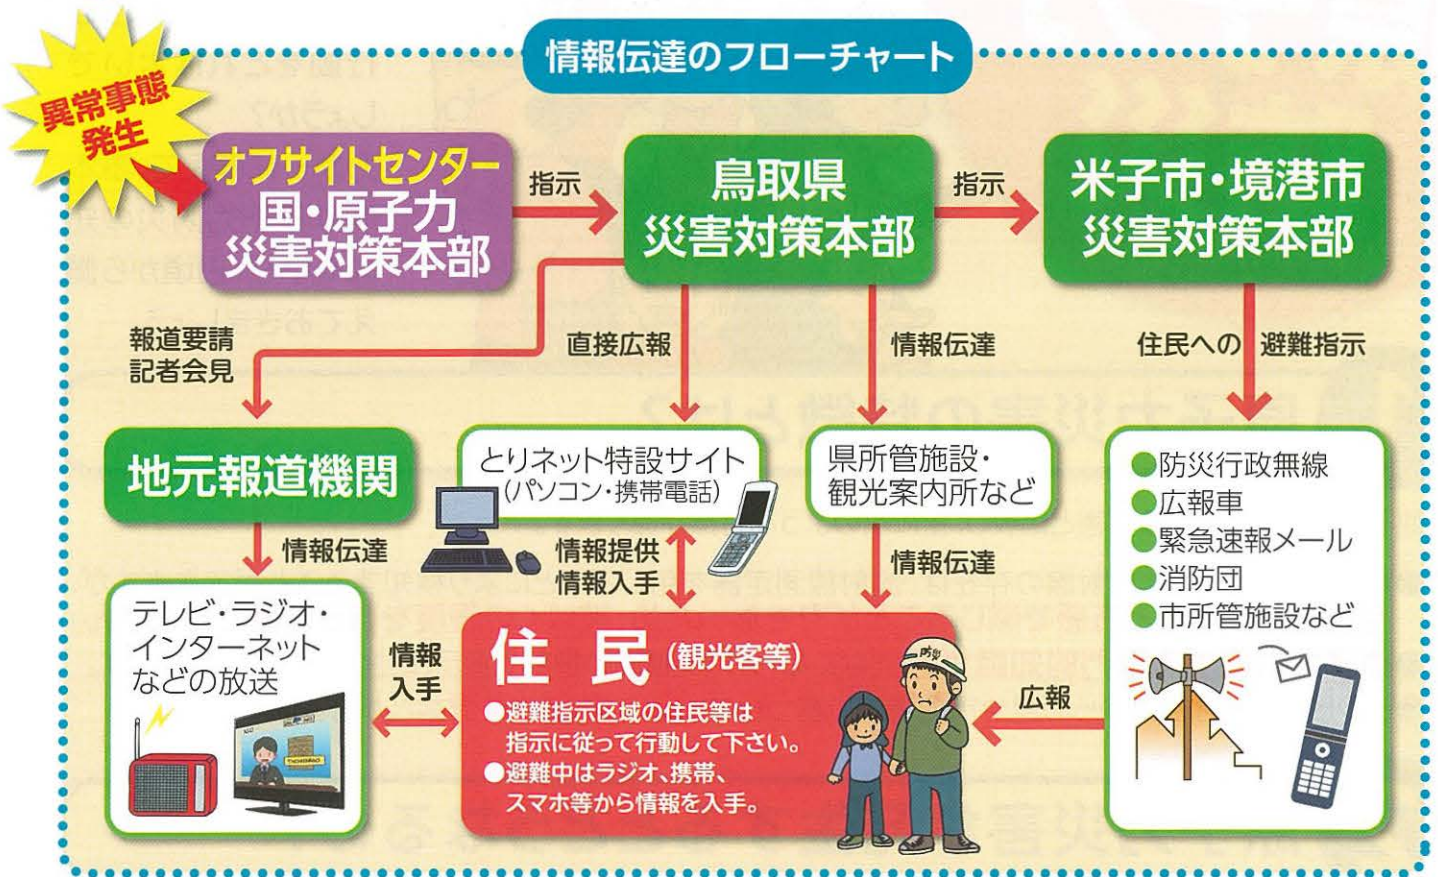 情報伝達のフローチャート
異常事態
発生
オフサイトセンター
国・原子力
災害対策本部
指示
鳥取県
災害対策本部
指示
米子市・境港市
災害対策本部
報道要請
記者会見
直接広報
情報伝達
住民への 避難指示
地元報道機関
とりネット特設サイト
(パソコン・携帯電話)
県所管施設・
観光案内所など
●防災行政無線
●広報車
●緊急速報メール
●消防団
●市所管施設など
情報伝達
情報提供
情報入手
情報伝達
テレビ・ラジオ・
インターネット
などの放送
情報
入手
住 民 (観光客等)
●避難指示区域の住民等は
指示に従って行動して下さい。
●避難中はラジオ、携帯、
スマホ等から情報を入手。
防災
広報